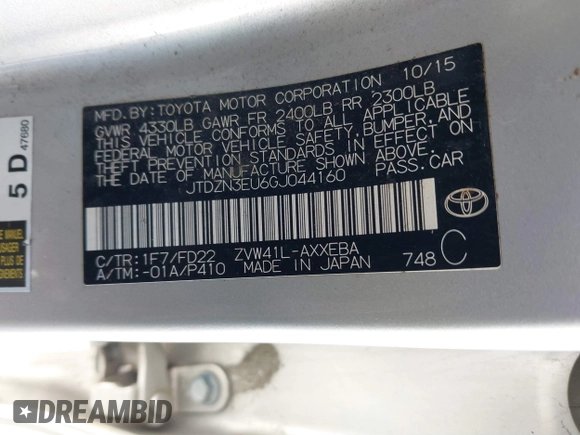 MFD.BY:TOYOTA MOTOR CORPORATION 10/15
GVWR 4330LB GAWR FR 2400LB RR 2300LB
THIS VEHICLE CONFORMS TO ALL APPLICABLE
FEDERAL MOTOR VEHICLE SAFETY,BUMPER,AND
THEFT PREVENTION STANDARDS IN EFFECT ON
THE DATE OF MANUFACTURE SHOWN ABOVE.
JTDZN3EU6GJ044160 PASS.CAR
C/TR:1F7/FD22 ZVW41L-AXXEBA
A/TM:-01A/P410 MADE IN JAPAN 748 C
5 D 47680
DREAMBID